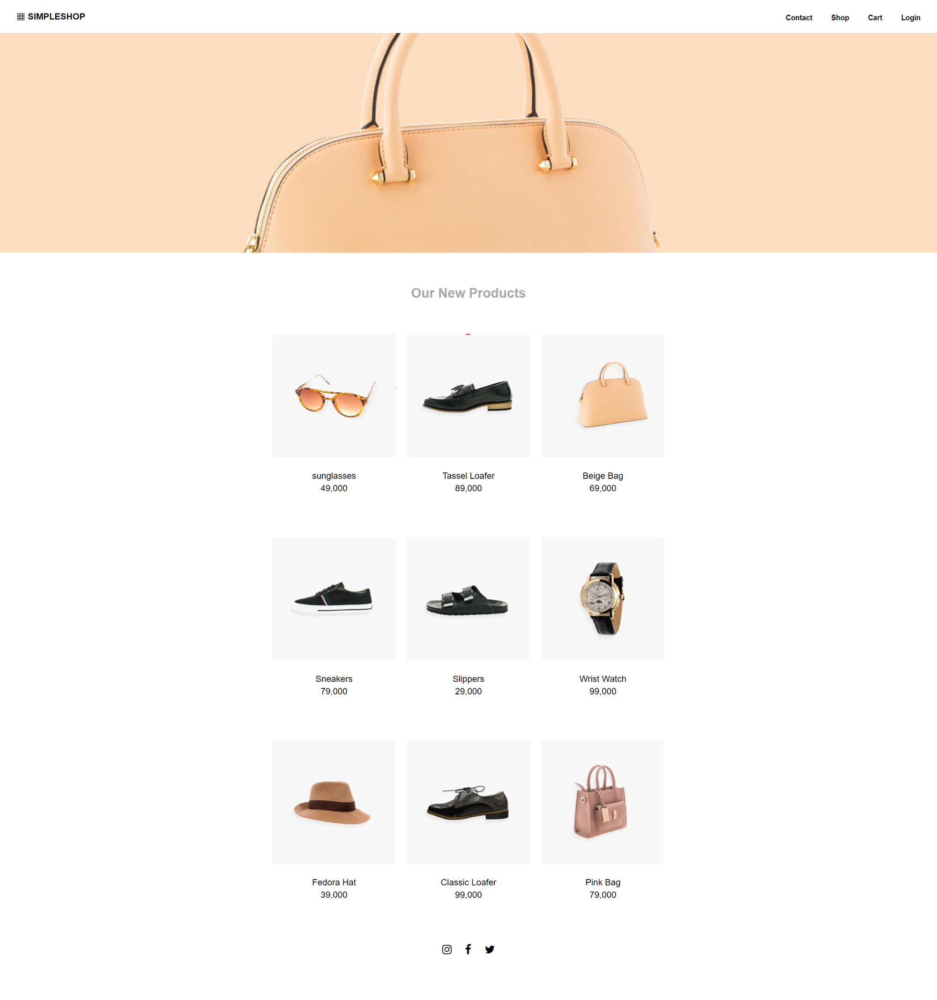 SIMPLESHOP
Contact Shop Cart Login
Our New Products
sunglasses
49,000
Tassel Loafer
89,000
Beige Bag
69,000
Sneakers
79,000
Slippers
29,000
Wrist Watch
99,000
Fedora Hat
39,000
Classic Loafer
99,000
Pink Bag
79,000